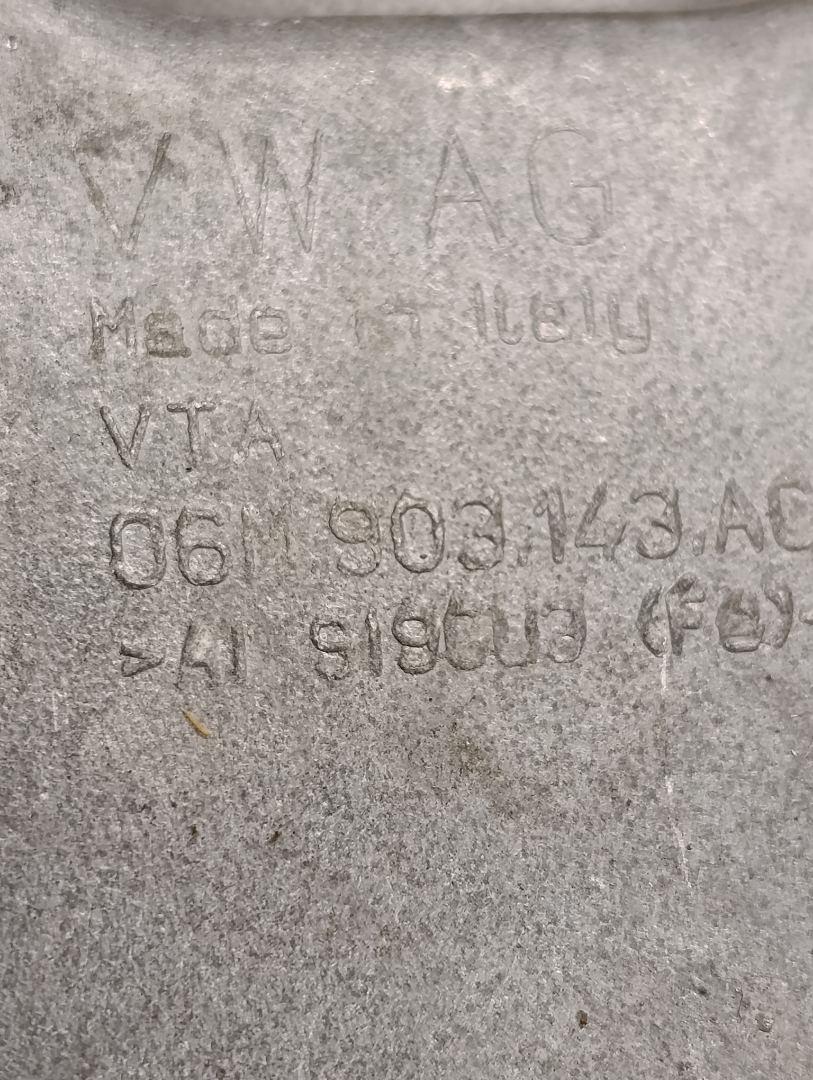 VW AG
Made in Italy
VTA
06M.903.143.AC
>Al Si9Cu3 (Fe)